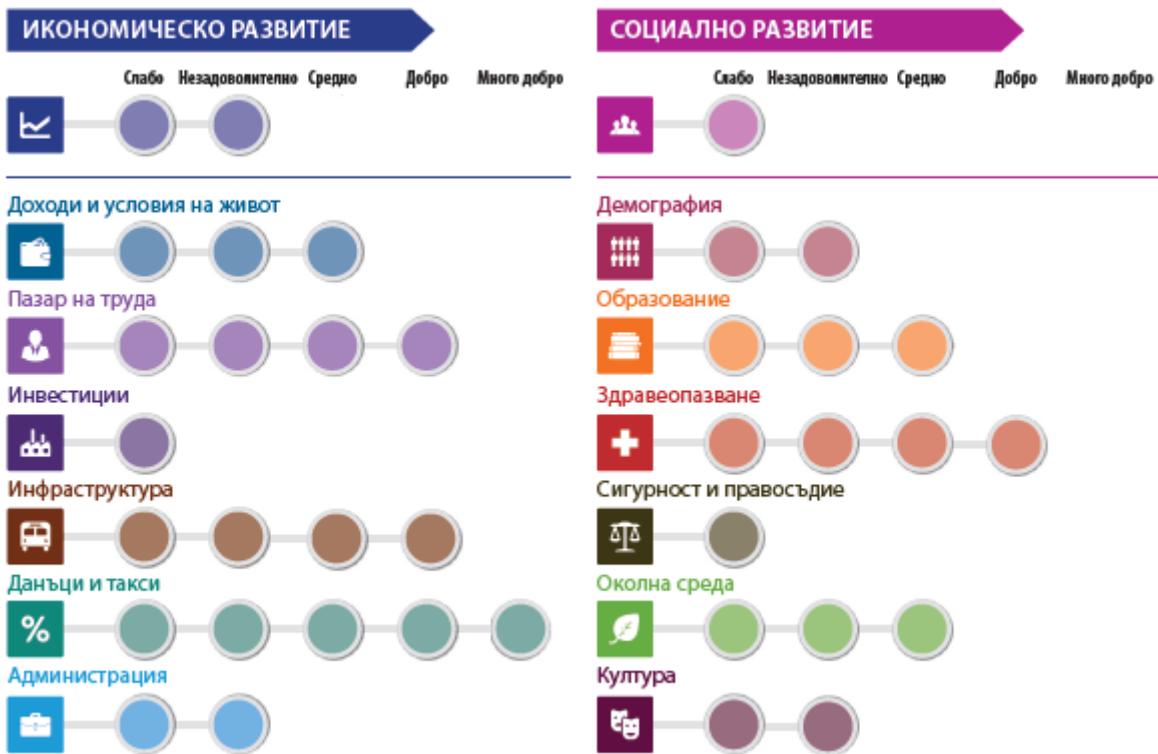 ИКОНОМИЧЕСКО РАЗВИТИЕ
Слабо Незадоволително Средно Добро Много добро
Доходи и условия на живот
Пазар на труда
Инвестиции
Инфраструктура
Данъци и такси
%
Администрация
СОЦИАЛНО РАЗВИТИЕ
Слабо Незадоволително Средно Добро Много добро
Демография
Образование
Здравеопазване
Сигурност и правосъдие
Околна среда
Култура